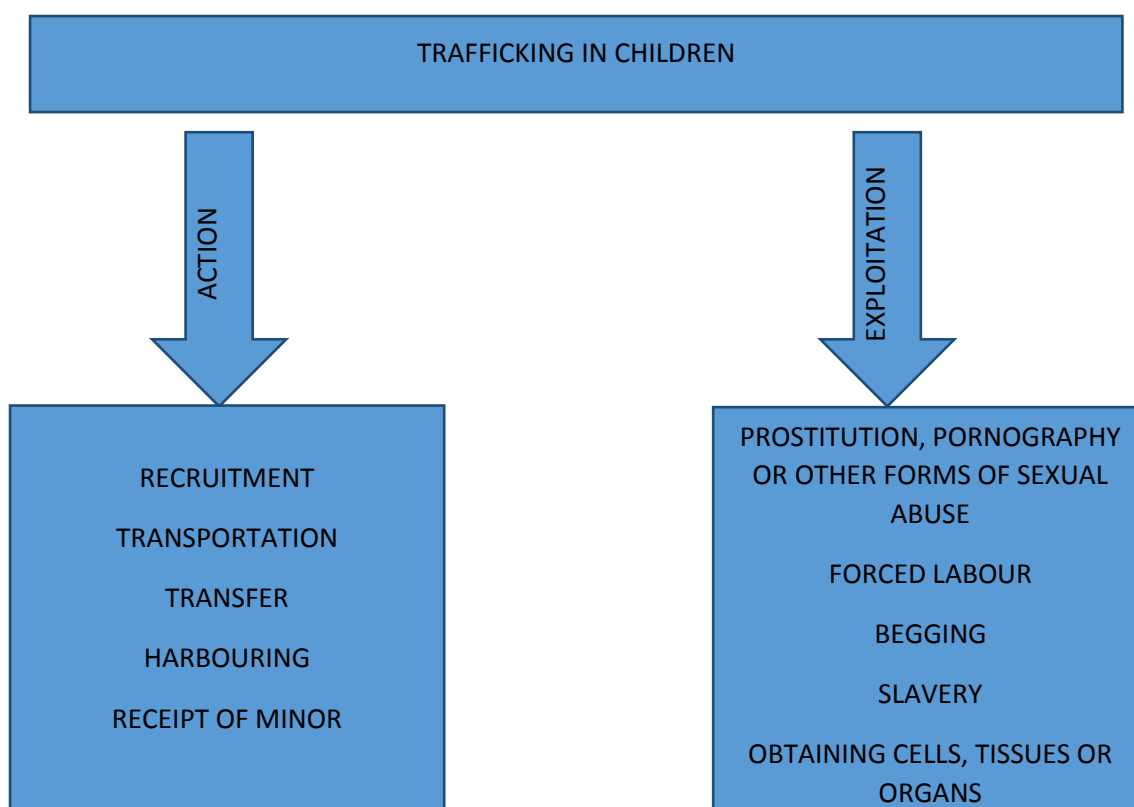 TRAFFICKING IN CHILDREN
ACTION
EXPLOITATION
RECRUITMENT
TRANSPORTATION
TRANSFER
HARBOURING
RECEIPT OF MINOR
PROSTITUTION, PORNOGRAPHY
OR OTHER FORMS OF SEXUAL
ABUSE
FORCED LABOUR
BEGGING
SLAVERY
OBTAINING CELLS, TISSUES OR
ORGANS